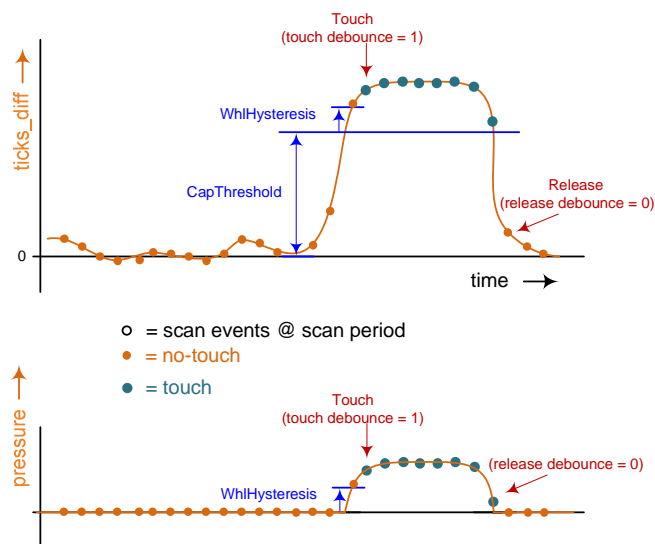 Touch
(touch debounce = 1)
ticks_diff
WhlHysteresis
CapThreshold
Release
(release debounce = 0)
0
time
= scan events @ scan period
= no-touch
= touch
pressure
Touch
(touch debounce = 1)
(release debounce = 0)
WhlHysteresis